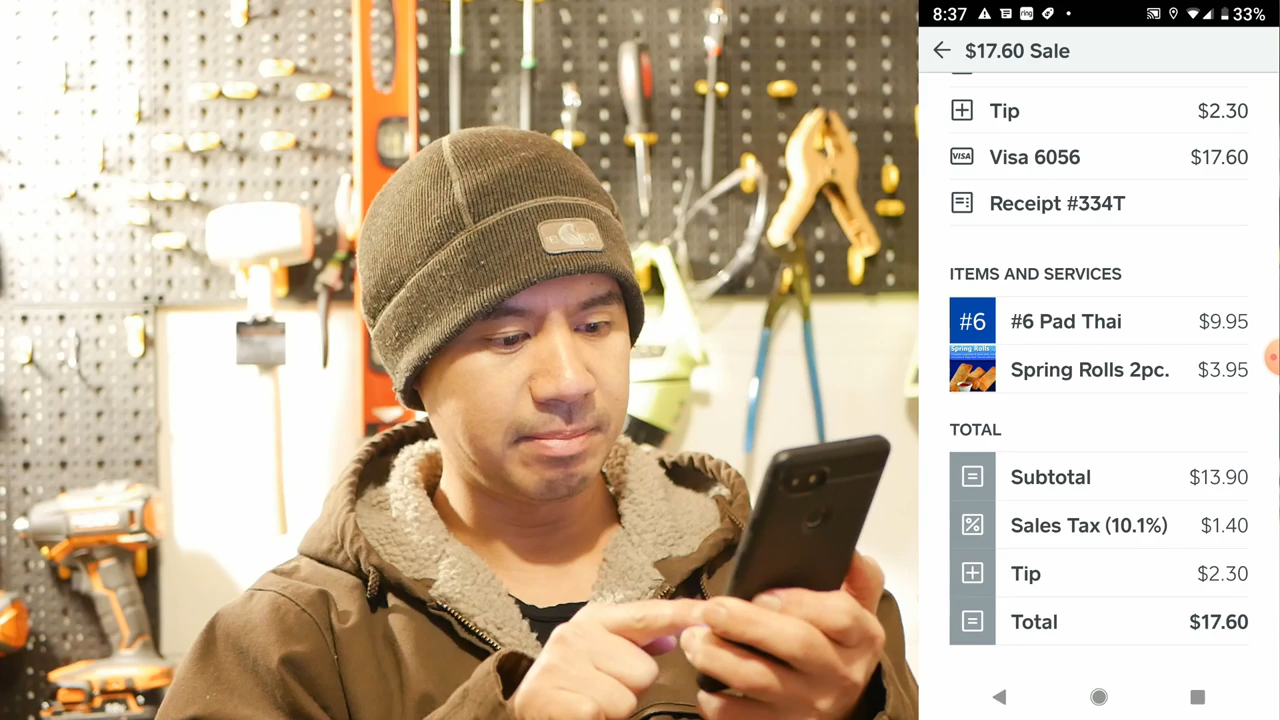 8:37
ring
33%
$17.60 Sale
Tip $2.30
VISA Visa 6056 $17.60
Receipt #334T
ITEMS AND SERVICES
#6 #6 Pad Thai $9.95
Spring Rolls
Spring Rolls 2pc. $3.95
TOTAL
Subtotal $13.90
Sales Tax (10.1%) $1.40
Tip $2.30
Total $17.60